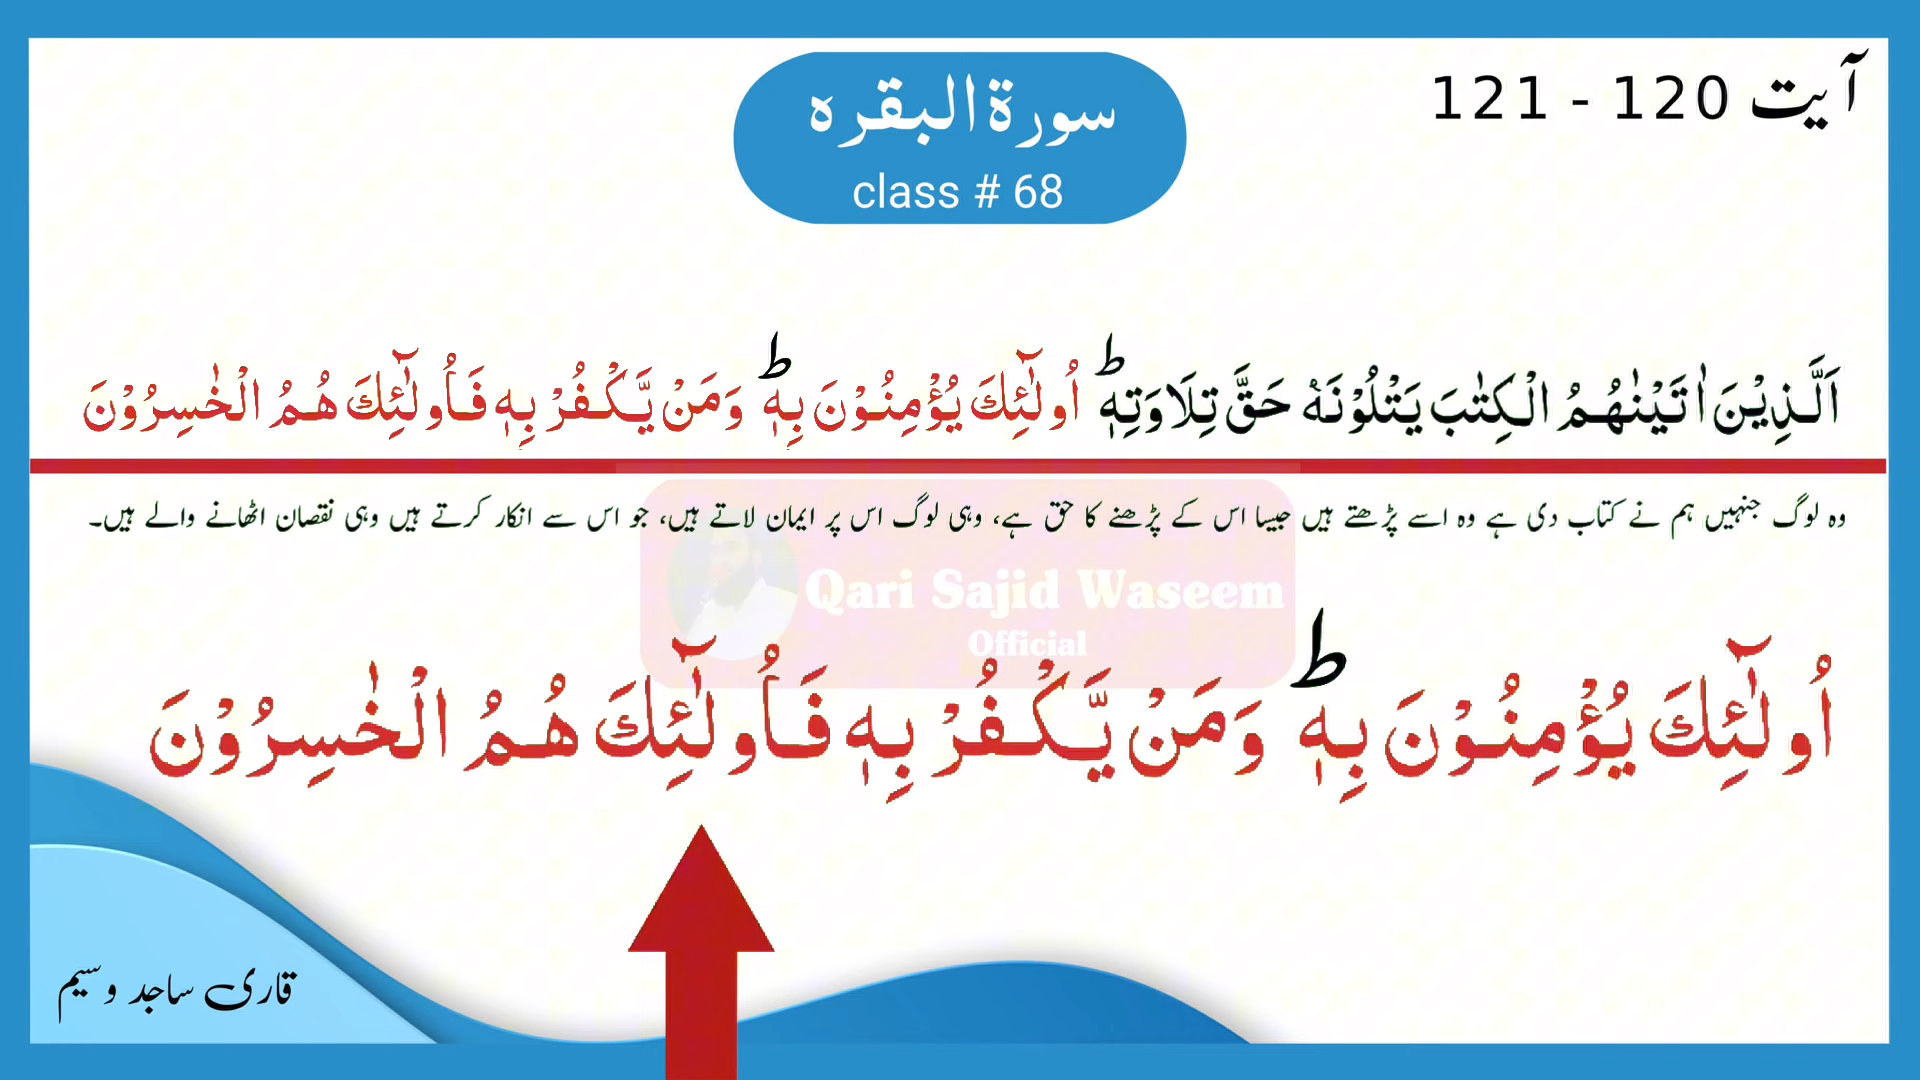 آیت 120 - 121
سورۃ البقرہ
class # 68
اَلَّذِيْنَ اٰتَيْنٰهُمُ الْكِتٰبَ يَتْلُوْنَهٗ حَقَّ تِلَاوَتِهٖ ؕ اُولٰٓئِكَ يُؤْمِنُوْنَ بِهٖ ؕ وَمَنْ يَّكْفُرْ بِهٖ فَاُولٰٓئِكَ هُمُ الْخٰسِرُوْنَ
وہ لوگ جنہیں ہم نے کتاب دی ہے وہ اسے پڑھتے ہیں جیسا اس کے پڑھنے کا حق ہے، وہی لوگ اس پر ایمان لاتے ہیں، جو اس سے انکار کرتے ہیں وہی نقصان اٹھانے والے ہیں۔
Qari Sajid Waseem
Official
اُولٰٓئِكَ يُؤْمِنُوْنَ بِهٖ ؕ وَمَنْ يَّكْفُرْ بِهٖ فَاُولٰٓئِكَ هُمُ الْخٰسِرُوْنَ
قاری ساجد وسیم